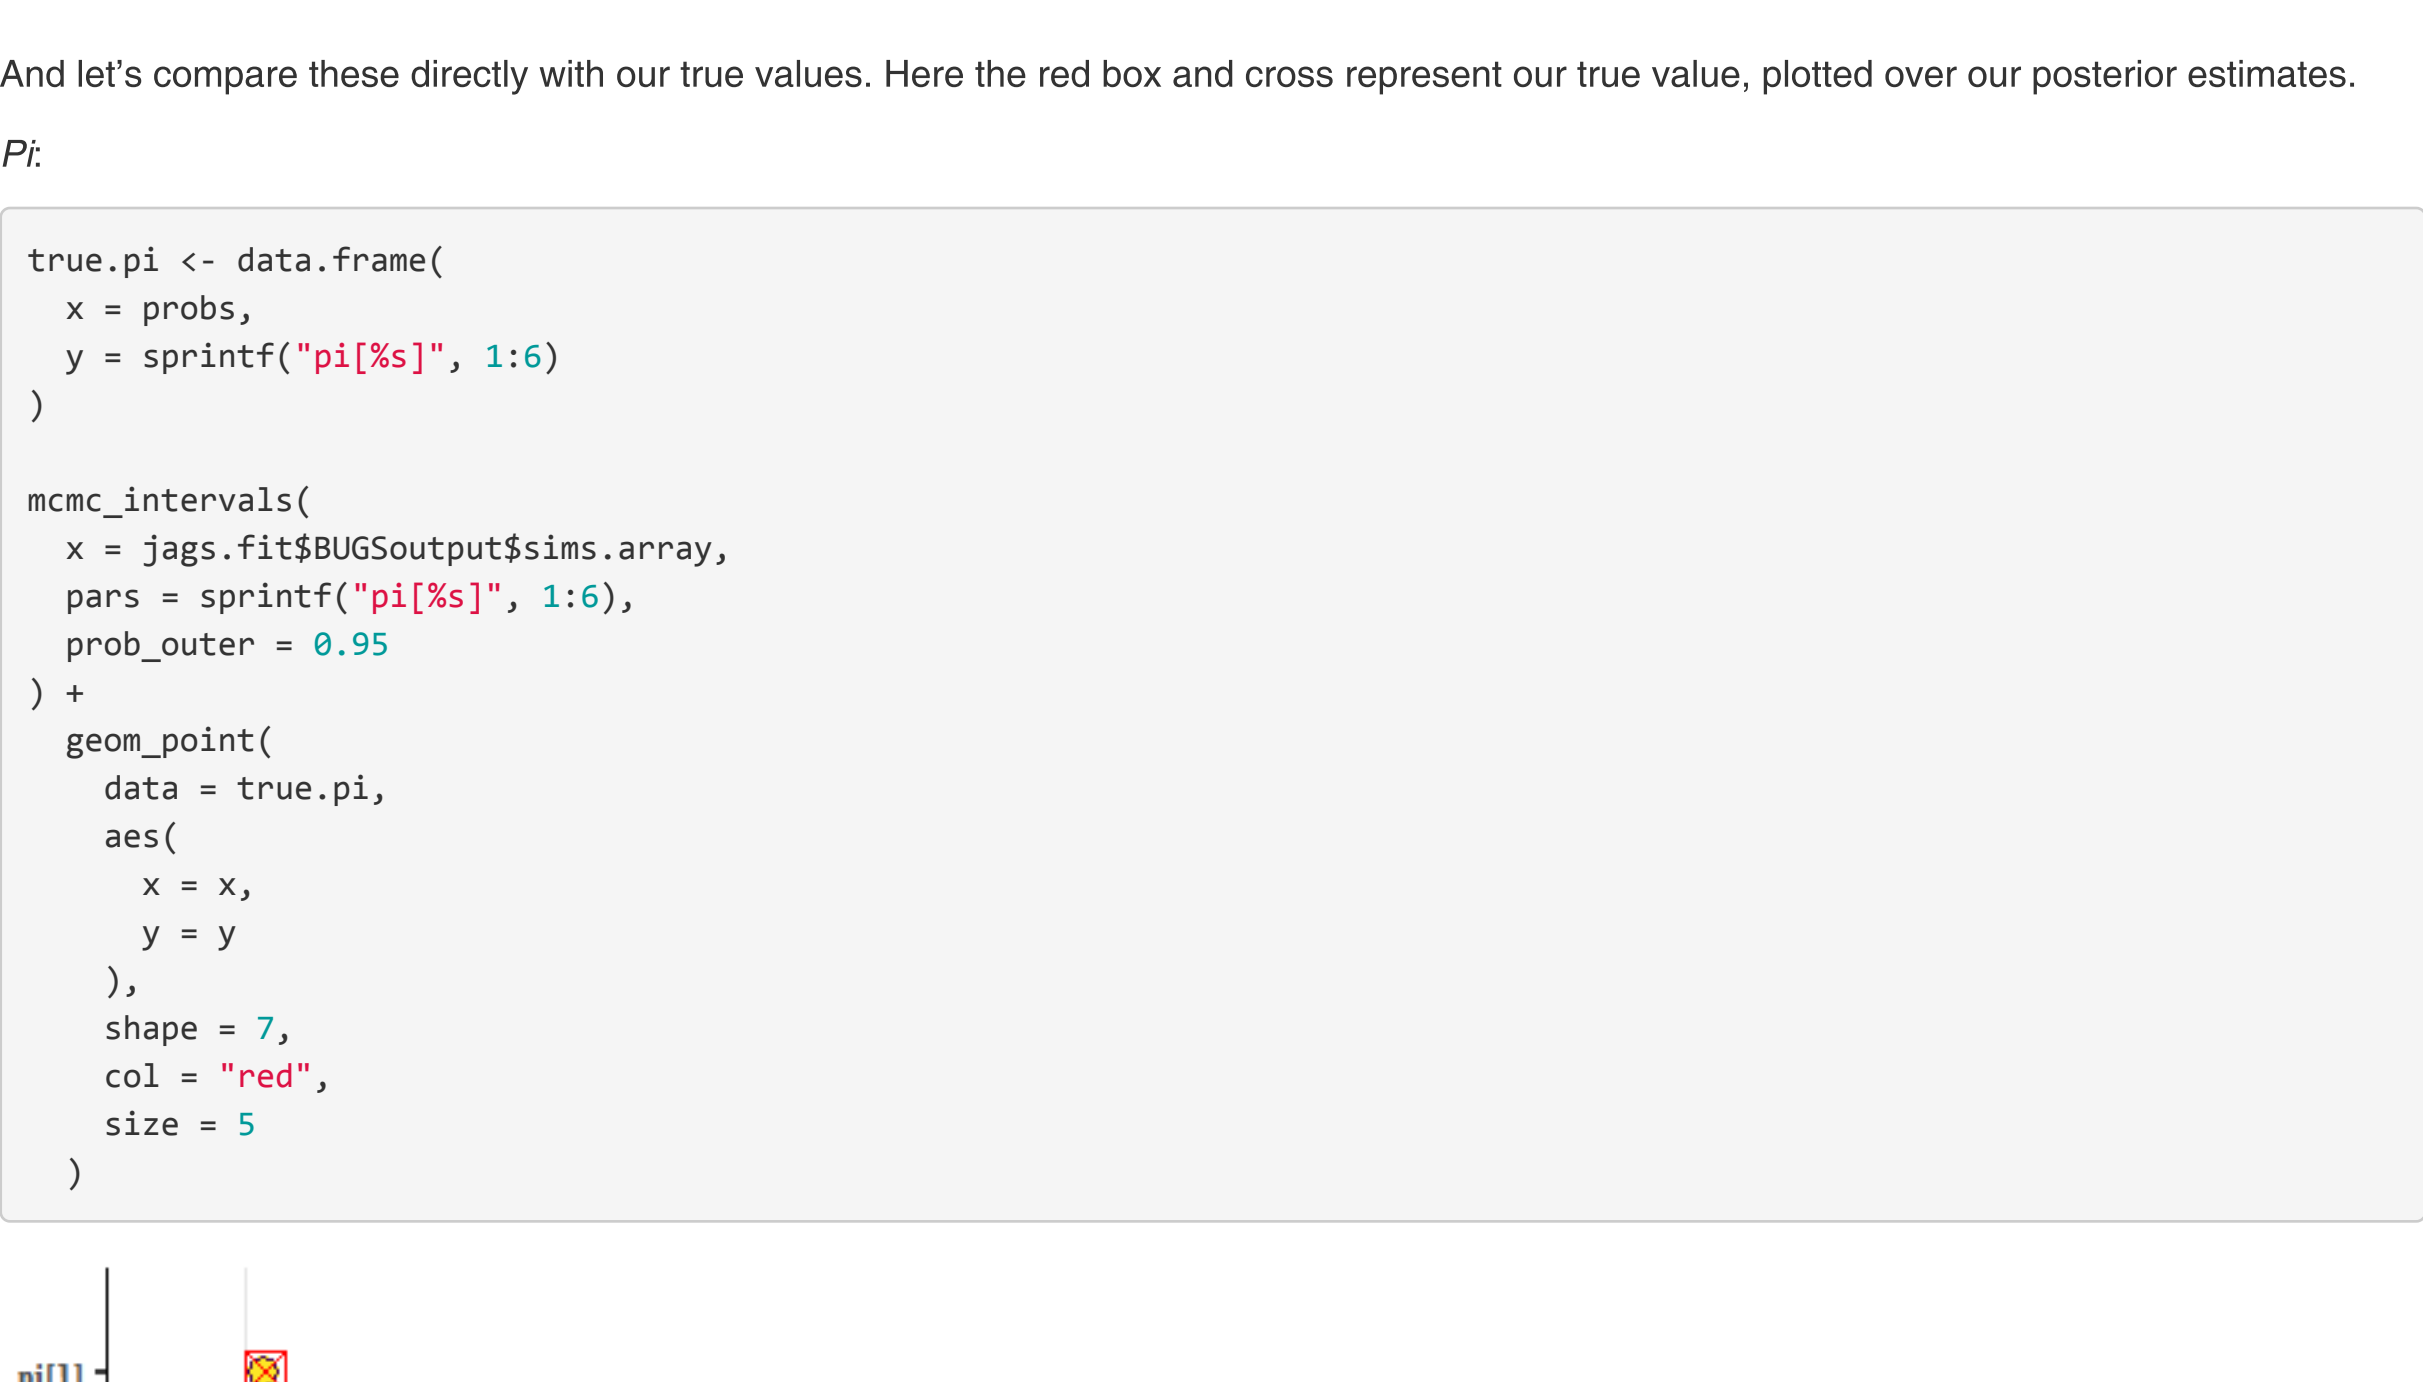 And let’s compare these directly with our true values. Here the red box and cross represent our true value, plotted over our posterior estimates.
Pi:
true.pi <- data.frame(
  x = probs,
  y = sprintf("pi[%s]", 1:6)
)

mcmc_intervals(
  x = jags.fit$BUGSoutput$sims.array,
  pars = sprintf("pi[%s]", 1:6),
  prob_outer = 0.95
) +
  geom_point(
    data = true.pi,
    aes(
      x = x,
      y = y
    ),
    shape = 7,
    col = "red",
    size = 5
  )
pi[1]